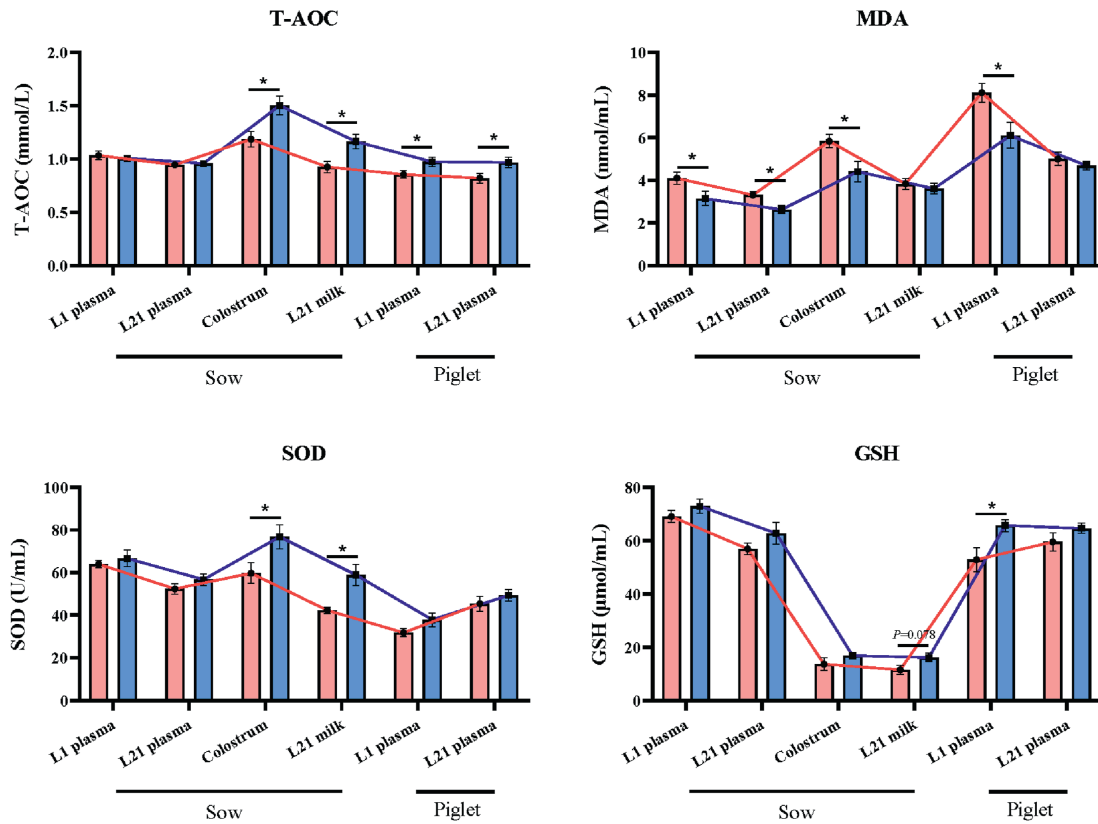 T-AOC
T-AOC (mmol/L)
2.0
1.5
1.0
0.5
0.0
*
*
*
*
L1 plasma
L21 plasma
Colostrum
L21 milk
L1 plasma
L21 plasma
Sow
Piglet
MDA
MDA (nmol/mL)
10
8
6
4
2
0
*
*
*
*
L1 plasma
L21 plasma
Colostrum
L21 milk
L1 plasma
L21 plasma
Sow
Piglet
SOD
SOD (U/mL)
100
80
60
40
20
0
*
*
L1 plasma
L21 plasma
Colostrum
L21 milk
L1 plasma
L21 plasma
Sow
Piglet
GSH
GSH (μmol/mL)
80
60
40
20
0
P=0.078
*
L1 plasma
L21 plasma
Colostrum
L21 milk
L1 plasma
L21 plasma
Sow
Piglet